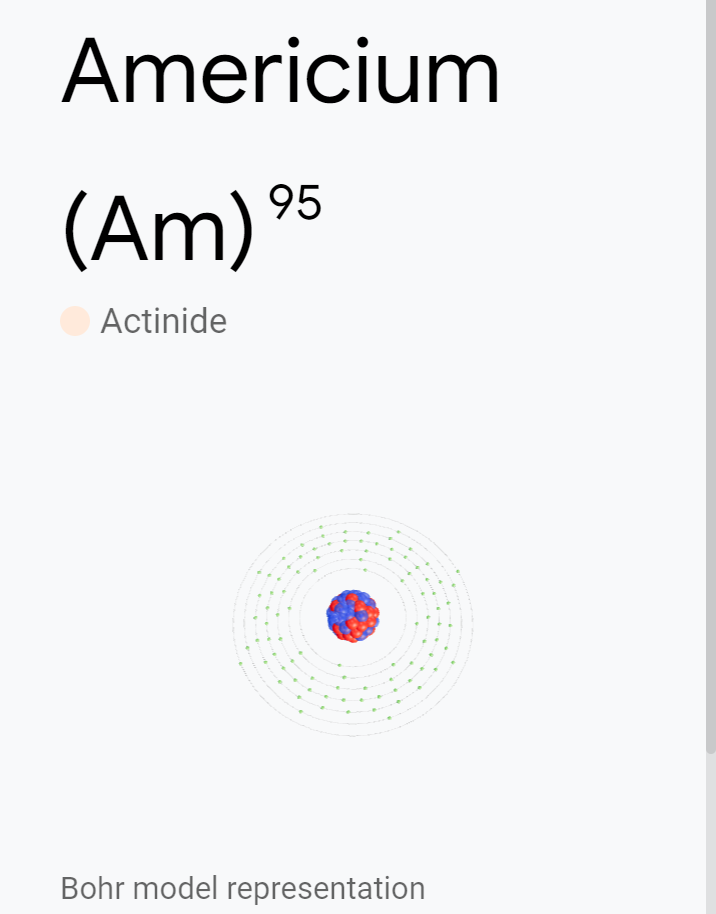 Americium
(Am) 95
Actinide
Bohr model representation